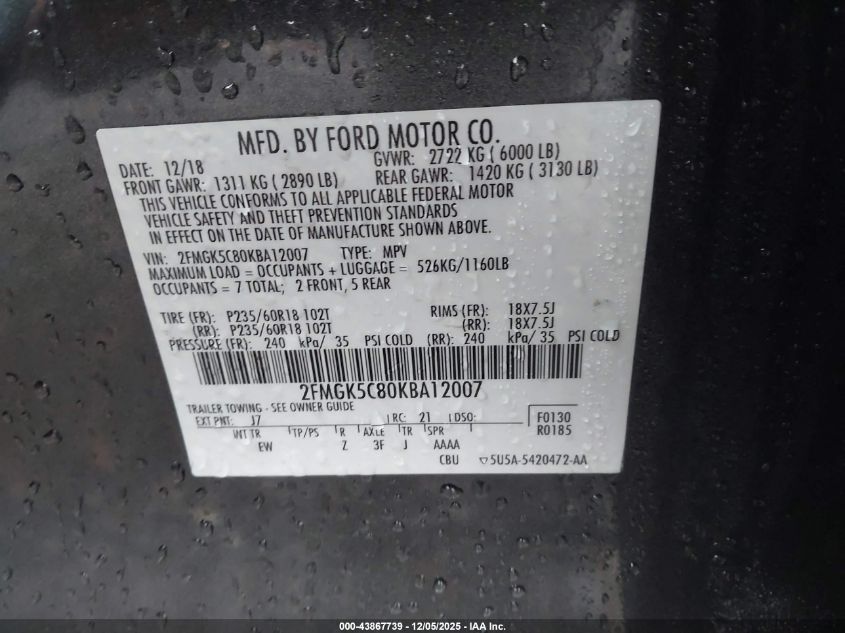 MFD. BY FORD MOTOR CO.
DATE: 12/18 GVWR: 2722 KG ( 6000 LB)
FRONT GAWR: 1311 KG ( 2890 LB) REAR GAWR: 1420 KG ( 3130 LB)
THIS VEHICLE CONFORMS TO ALL APPLICABLE FEDERAL MOTOR
VEHICLE SAFETY AND THEFT PREVENTION STANDARDS
IN EFFECT ON THE DATE OF MANUFACTURE SHOWN ABOVE.
VIN: 2FMGK5C80KBA12007 TYPE: MPV
MAXIMUM LOAD = OCCUPANTS + LUGGAGE = 526KG/1160LB
OCCUPANTS = 7 TOTAL; 2 FRONT, 5 REAR
TIRE (FR): P235/60R18 102T RIMS (FR): 18X7.5J
(RR): P235/60R18 102T (RR): 18X7.5J
PRESSURE (FR): 240 kPa/ 35 PSI COLD (RR): 240 kPa/ 35 PSI COLD
2FMGK5C80KBA12007
TRAILER TOWING - SEE OWNER GUIDE
EXT PNT: J7 RC: 21 DSO: F0130
INT TR TP/PS R AXLE TR SPR R0185
EW Z 3F J AAAA
CBU 5U5A-5420472-AA
000-43867739 - 12/05/2025 - IAA Inc.